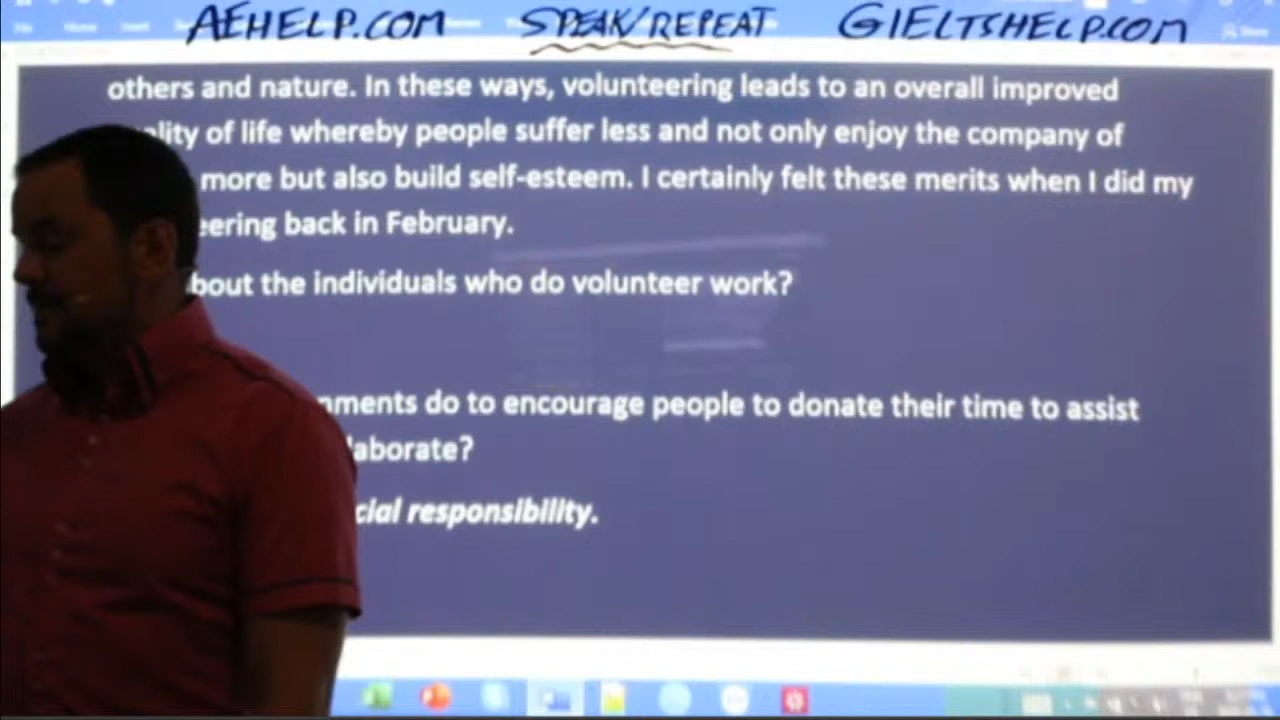 AEHELP.COM SPEAK/REPEAT GIELTSHELP.COM
others and nature. In these ways, volunteering leads to an overall improved
ality of life whereby people suffer less and not only enjoy the company of
more but also build self-esteem. I certainly felt these merits when I did my
eering back in February.
bout the individuals who do volunteer work?
nments do to encourage people to donate their time to assist
laborate?
cial responsibility.